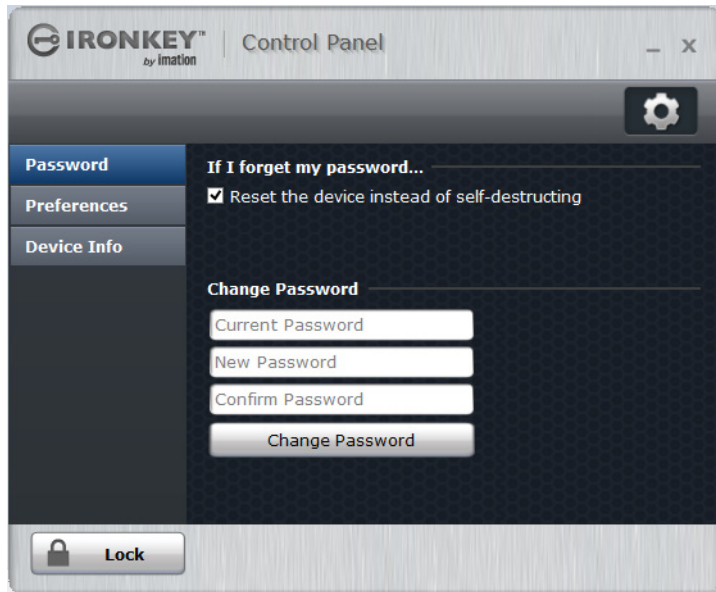 IRONKEY™
by imation
Control Panel
Password
Preferences
Device Info
If I forget my password...
Reset the device instead of self-destructing
Change Password
Current Password
New Password
Confirm Password
Change Password
Lock